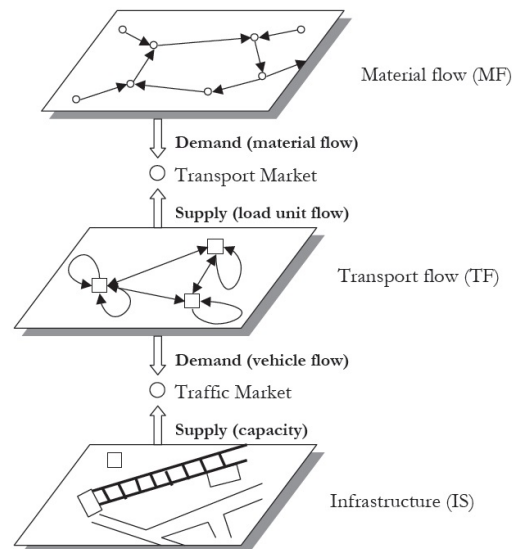 Material flow (MF)
Demand (material flow)
Transport Market
Supply (load unit flow)
Transport flow (TF)
Demand (vehicle flow)
Traffic Market
Supply (capacity)
Infrastructure (IS)